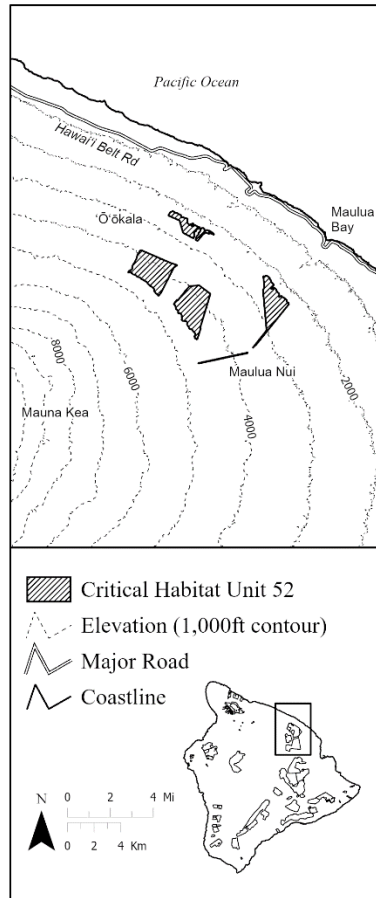 Pacific Ocean
Hawai'i Belt Rd
'Ō'ōkala
Maulua
Bay
8000
6000
Maulua Nui
2000
Mauna Kea
4000
Critical Habitat Unit 52
Elevation (1,000ft contour)
Major Road
Coastline
N
0 2 4 Mi
0 2 4 Km